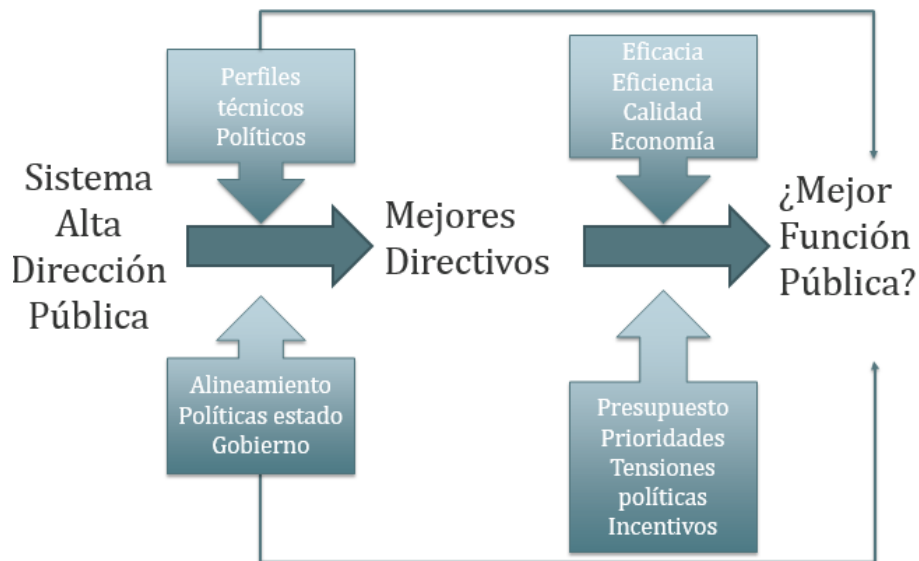 Perfiles
técnicos
Políticos
Eficacia
Eficiencia
Calidad
Economía
Sistema
Alta
Dirección
Pública
Mejores
Directivos
¿Mejor
Función
Pública?
Alineamiento
Políticas estado
Gobierno
Presupuesto
Prioridades
Tensiones
políticas
Incentivos